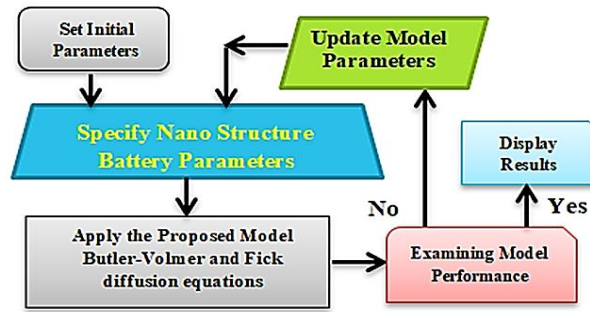 Set Initial
Parameters
Update Model
Parameters
Specify Nano Structure
Battery Parameters
Display
Results
No
Yes
Apply the Proposed Model
Butler-Volmer and Fick
diffusion equations
Examining Model
Performance